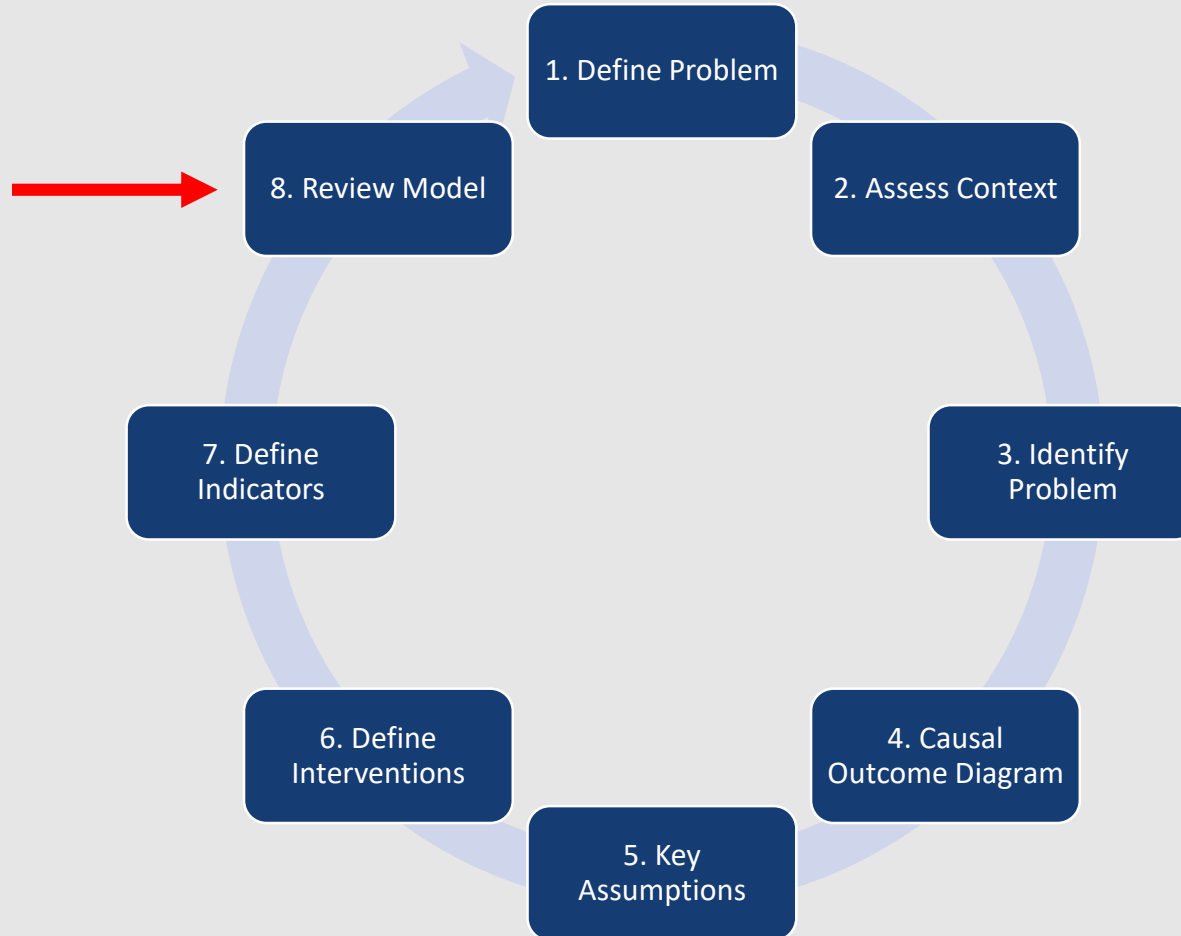 1. Define Problem
2. Assess Context
3. Identify
Problem
4. Causal
Outcome Diagram
5. Key
Assumptions
6. Define
Interventions
7. Define
Indicators
8. Review Model